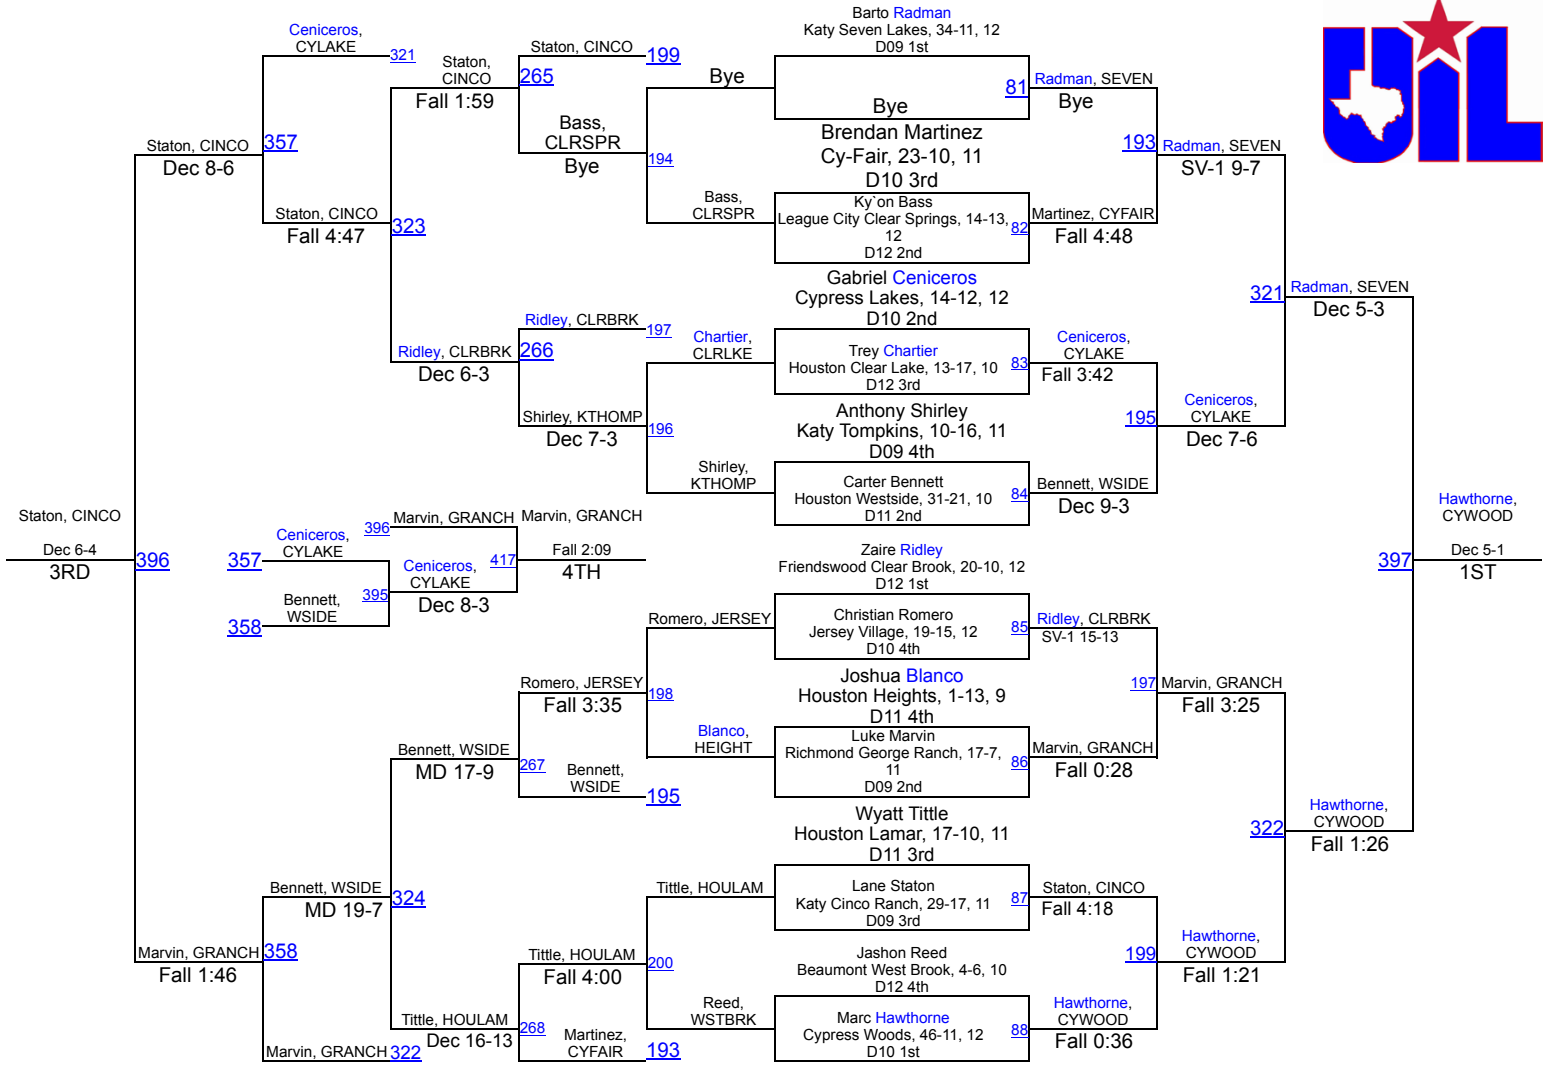 Barto Radman
Katy Seven Lakes, 34-11, 12
D09 1st
UIL
Ceniceros,
CYLAKE
321
Staton,
CINCO
Fall 1:59
Staton, CINCO
199
265
Bye
Bye
81
Radman, SEVEN
Bye
Bass,
CLRSPR
Bye
Brendan Martinez
Cy-Fair, 23-10, 11
D10 3rd
Staton, CINCO
Dec 8-6
357
194
193
Radman, SEVEN
SV-1 9-7
Bass,
CLRSPR
Ky`on Bass
League City Clear Springs, 14-13,
12
D12 2nd
82
Martinez, CYFAIR
Fall 4:48
Staton, CINCO
Fall 4:47
323
Gabriel Ceniceros
Cypress Lakes, 14-12, 12
D10 2nd
321
Radman, SEVEN
Dec 5-3
Ridley, CLRBRK
197
Ridley, CLRBRK
Dec 6-3
266
Chartier,
CLRLKE
Trey Chartier
Houston Clear Lake, 13-17, 10
D12 3rd
83
Ceniceros,
CYLAKE
Fall 3:42
Anthony Shirley
Katy Tompkins, 10-16, 11
D09 4th
Shirley, KTHOMP
Dec 7-3
196
195
Ceniceros,
CYLAKE
Dec 7-6
Shirley,
KTHOMP
Carter Bennett
Houston Westside, 31-21, 10
D11 2nd
84
Bennett, WSIDE
Dec 9-3
Staton, CINCO
Dec 6-4
3RD
396
396
Marvin, GRANCH
Marvin, GRANCH
Fall 2:09
4TH
417
Ceniceros,
CYLAKE
357
Ceniceros,
CYLAKE
Dec 8-3
395
Bennett,
WSIDE
358
Hawthorne,
CYWOOD
397
Dec 5-1
1ST
Zaire Ridley
Friendswood Clear Brook, 20-10, 12
D12 1st
Romero, JERSEY
Christian Romero
Jersey Village, 19-15, 12
D10 4th
85
Ridley, CLRBRK
SV-1 15-13
Joshua Blanco
Houston Heights, 1-13, 9
D11 4th
Romero, JERSEY
Fall 3:35
198
197
Marvin, GRANCH
Fall 3:25
Blanco,
HEIGHT
Luke Marvin
Richmond George Ranch, 17-7,
11
D09 2nd
86
Marvin, GRANCH
Fall 0:28
Bennett, WSIDE
MD 17-9
267
Bennett,
WSIDE
195
Wyatt Tittle
Houston Lamar, 17-10, 11
D11 3rd
322
Hawthorne,
CYWOOD
Fall 1:26
Bennett, WSIDE
MD 19-7
324
Tittle, HOULAM
Lane Staton
Katy Cinco Ranch, 29-17, 11
D09 3rd
87
Staton, CINCO
Fall 4:18
Marvin, GRANCH
Fall 1:46
358
Tittle, HOULAM
Fall 4:00
200
Jashon Reed
Beaumont West Brook, 4-6, 10
D12 4th
199
Hawthorne,
CYWOOD
Fall 1:21
Reed,
WSTBRK
Marc Hawthorne
Cypress Woods, 46-11, 12
D10 1st
88
Hawthorne,
CYWOOD
Fall 0:36
Tittle, HOULAM
Dec 16-13
268
Martinez,
CYFAIR
193
Marvin, GRANCH
322